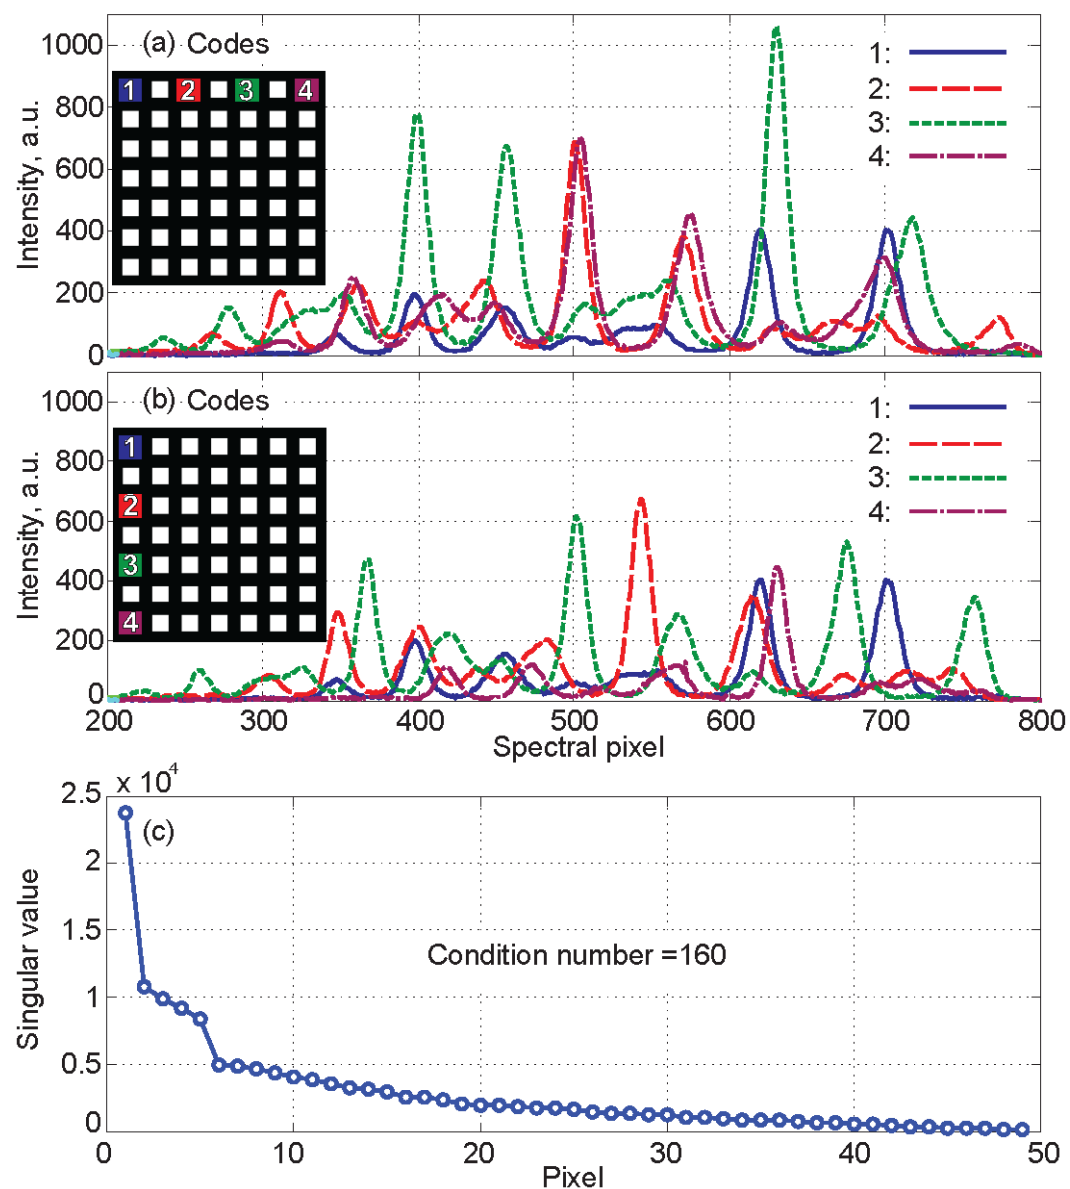 (a) Codes
1 2 3 4
1:
2:
3:
4:
1000
800
600
400
200
0
Intensity, a.u.
(b) Codes
1
2
3
4
1:
2:
3:
4:
1000
800
600
400
200
0
Intensity, a.u.
200 300 400 500 600 700 800
Spectral pixel
x 10⁴
(c)
2.5
2
1.5
1
0.5
0
Singular value
Condition number =160
0 10 20 30 40 50
Pixel